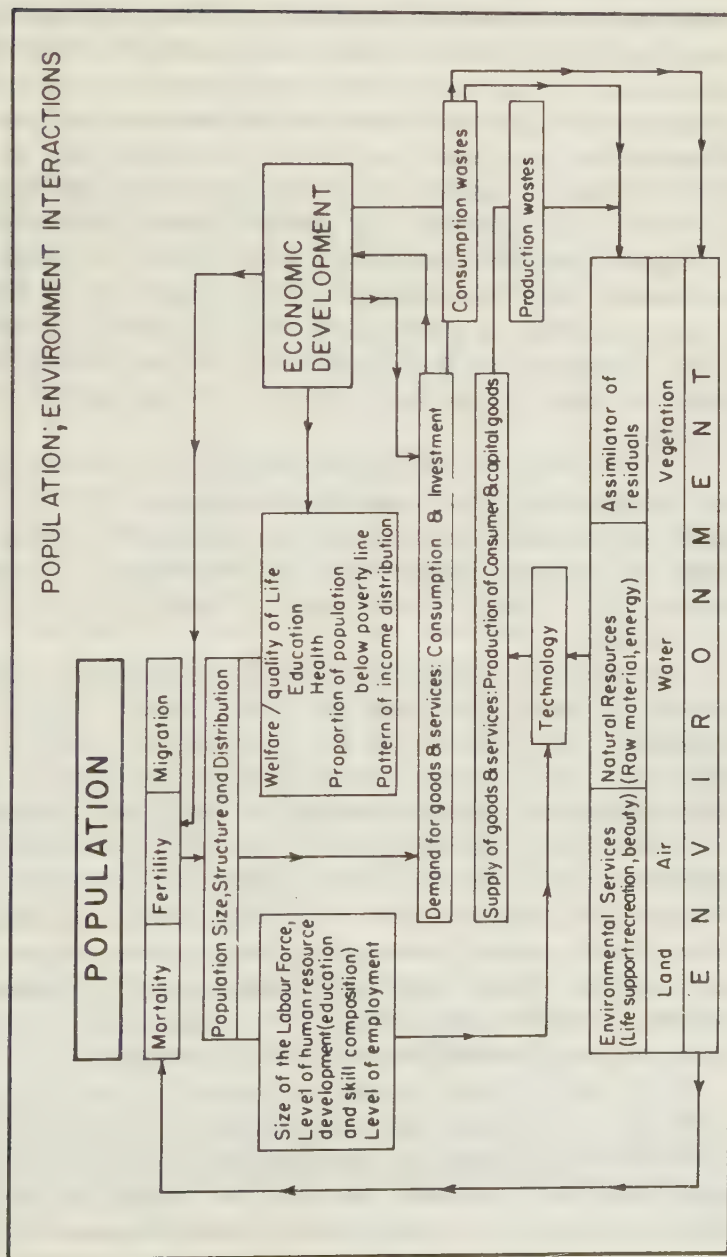 POPULATION; ENVIRONMENT INTERACTIONS
POPULATION
Mortality
Fertility
Migration
Population Size, Structure and Distribution
Size of the Labour Force,
Level of human resource
development(education
and skill composition)
Level of employment
Welfare / quality of Life
Education
Health
Proportion of population
below poverty line
Pattern of income distribution
ECONOMIC
DEVELOPMENT
Demand for goods & services: Consumption & Investment
Consumption wastes
Supply of goods & services: Production of Consumer & capital goods
Production wastes
Technology
Environmental Services
(Life support recreation, beauty)
Natural Resources
(Raw material, energy)
Assimilator of
residuals
Land
Air
Water
Vegetation
ENVIRONMENT